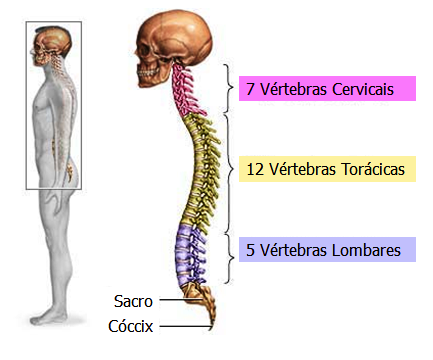 7 Vértebras Cervicais
12 Vértebras Torácicas
5 Vértebras Lombares
Sacro
Cóccix